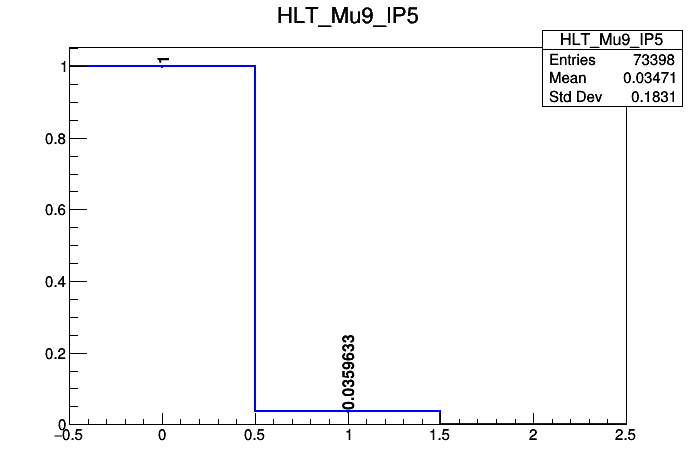 HLT_Mu9_IP5
HLT_Mu9_IP5
Entries 73398
Mean 0.03471
Std Dev 0.1831
1
0.8
0.6
0.4
0.2
0
1
0.0359633
−0.5 0 0.5 1 1.5 2 2.5